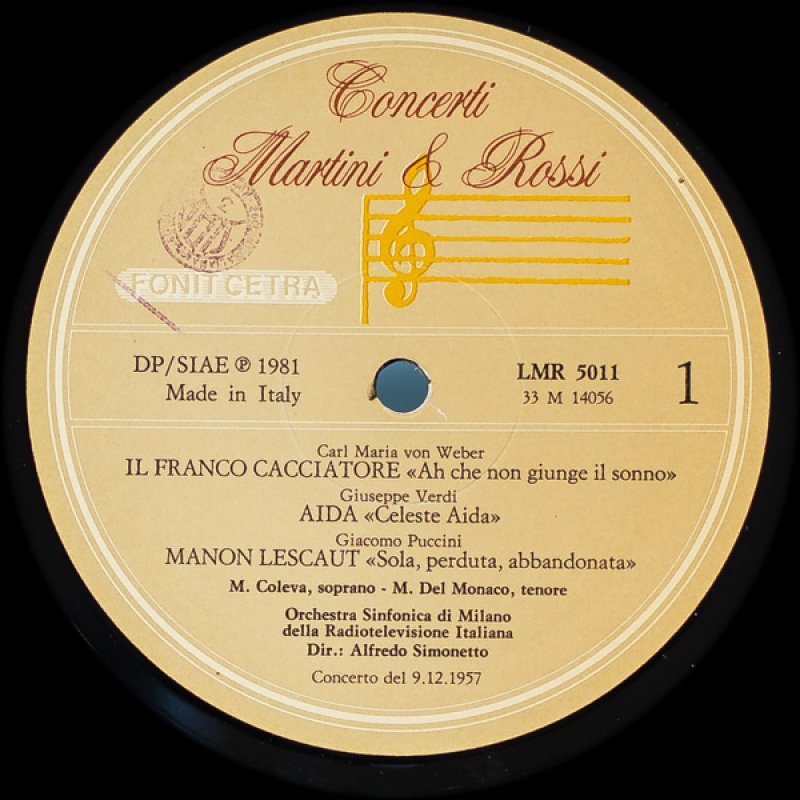 Concerti
Martini & Rossi
FONIT CETRA
DP/SIAE ℗ 1981
Made in Italy
LMR 5011
33 M 14056
1
Carl Maria von Weber
IL FRANCO CACCIATORE «Ah che non giunge il sonno»
Giuseppe Verdi
AIDA «Celeste Aida»
Giacomo Puccini
MANON LESCAUT «Sola, perduta, abbandonata»
M. Coleva, soprano - M. Del Monaco, tenore
Orchestra Sinfonica di Milano
della Radiotelevisione Italiana
Dir.: Alfredo Simonetto
Concerto del 9.12.1957